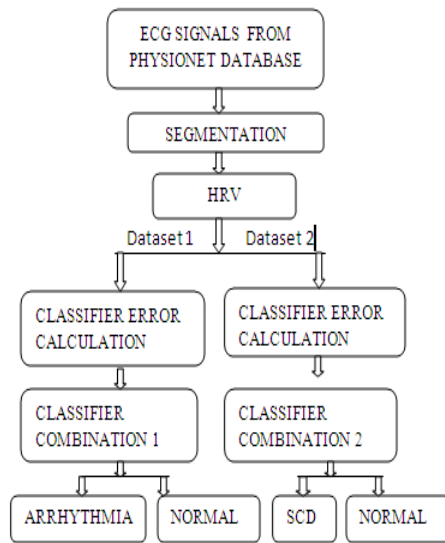 ECG SIGNALS FROM
PHYSIONET DATABASE
SEGMENTATION
HRV
Dataset 1
Dataset 2
CLASSIFIER ERROR
CALCULATION
CLASSIFIER ERROR
CALCULATION
CLASSIFIER
COMBINATION 1
CLASSIFIER
COMBINATION 2
ARRHYTHMIA
NORMAL
SCD
NORMAL